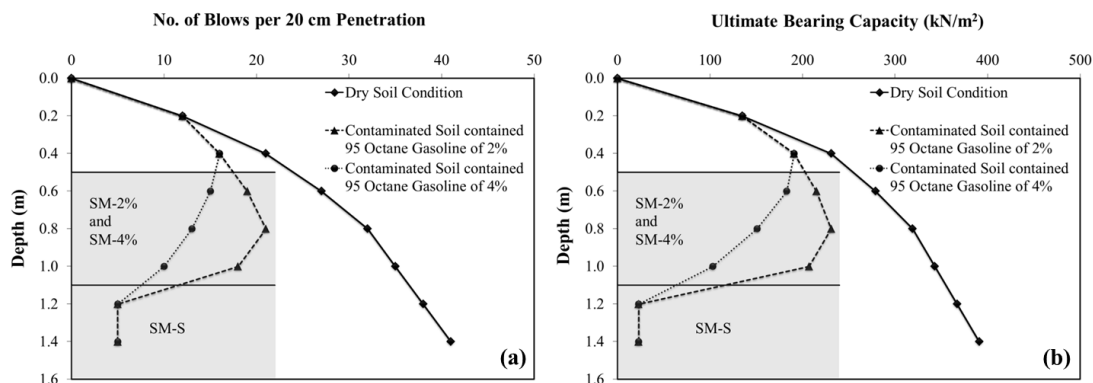 No. of Blows per 20 cm Penetration
0 10 20 30 40 50
0.0
0.2
0.4
0.6
0.8
1.0
1.2
1.4
1.6
Depth (m)
Dry Soil Condition
Contaminated Soil contained
95 Octane Gasoline of 2%
Contaminated Soil contained
95 Octane Gasoline of 4%
SM-2%
and
SM-4%
SM-S
(a)
Ultimate Bearing Capacity (kN/m²)
0 100 200 300 400 500
0.0
0.2
0.4
0.6
0.8
1.0
1.2
1.4
1.6
Depth (m)
Dry Soil Condition
Contaminated Soil contained
95 Octane Gasoline of 2%
Contaminated Soil contained
95 Octane Gasoline of 4%
SM-2%
and
SM-4%
SM-S
(b)